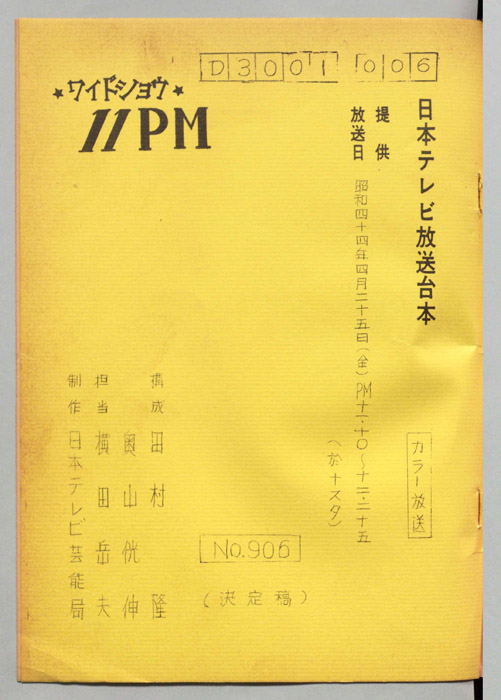 D3001 006
ワイドショウ
11PM
日本テレビ放送台本
提供
放送日 昭和四十四年四月二十五日(金) PM十一・十〇〜十二・二十五
(於十スタ)
カラー放送
No.906
(決定稿)
構成 田村 隆
奥山侊伸
担当 横田岳夫
制作 日本テレビ芸能局